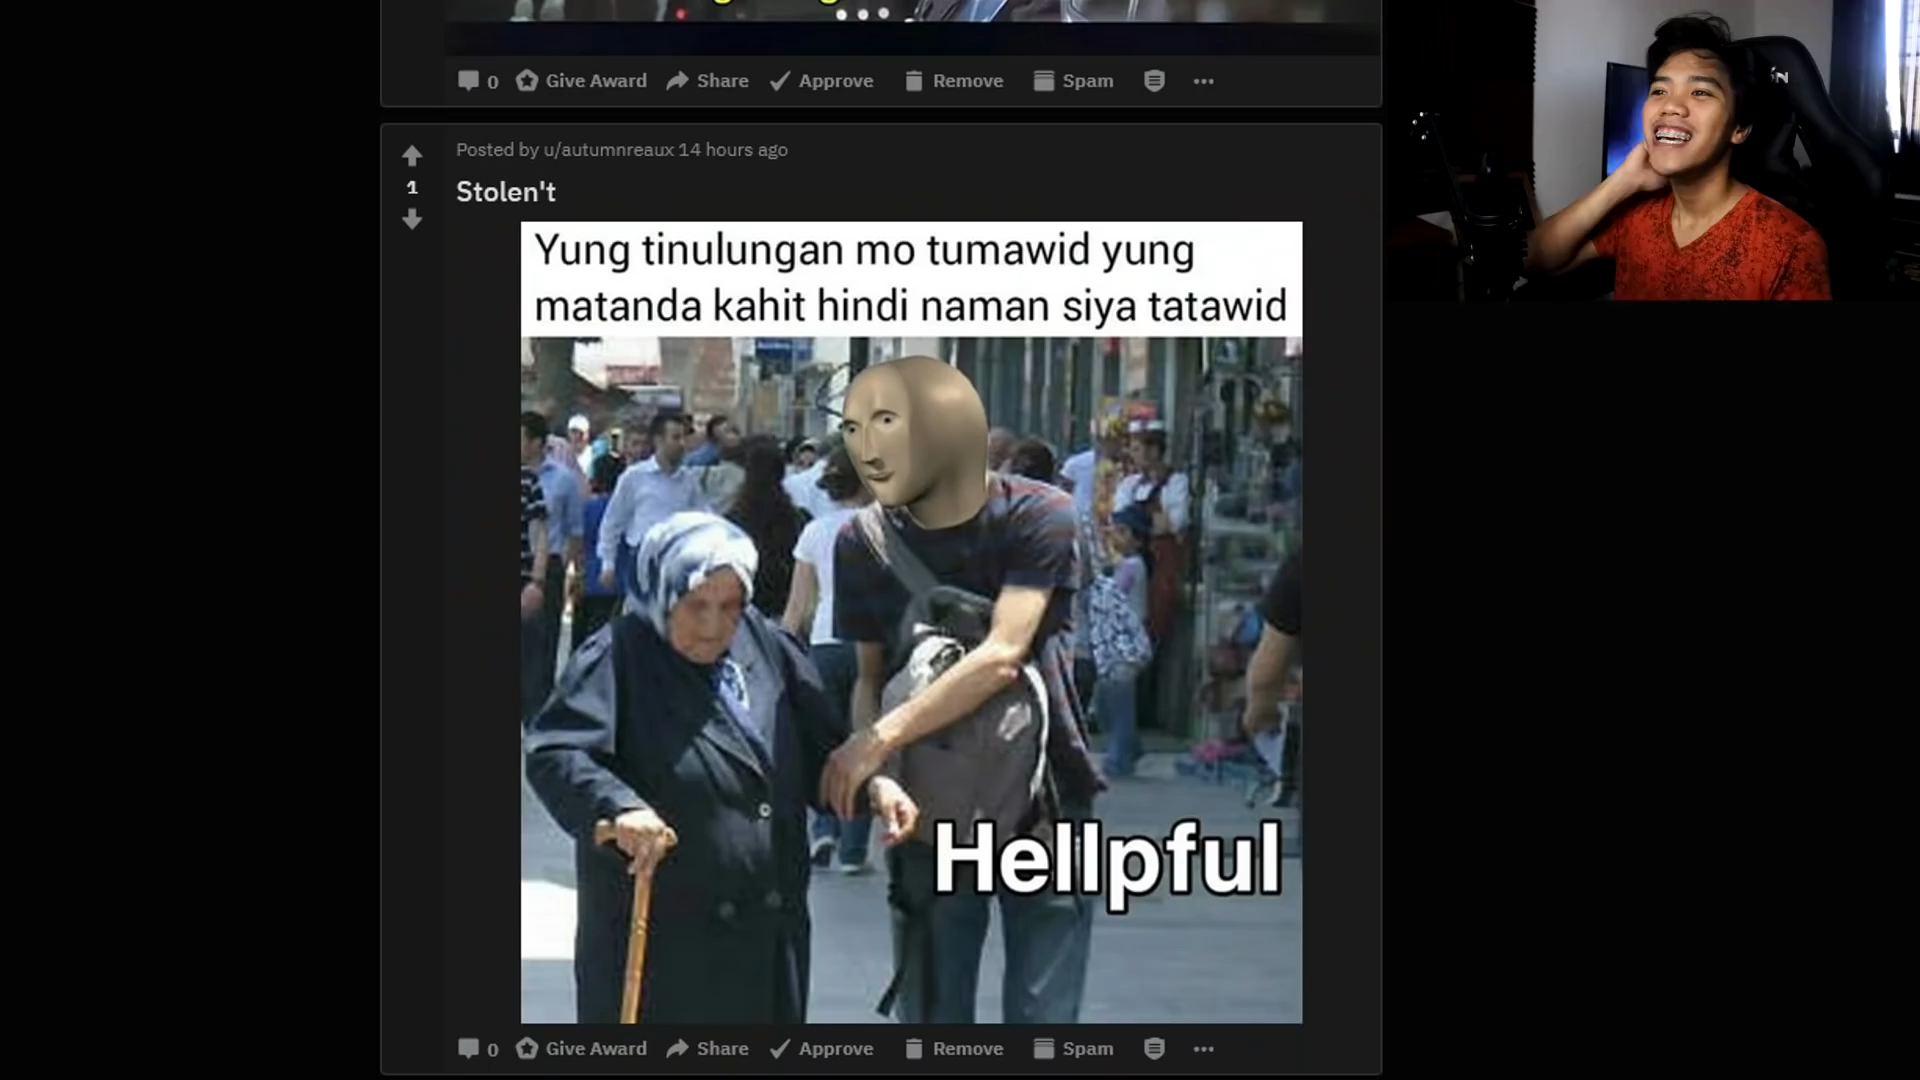 0 Give Award Share Approve Remove Spam
Posted by u/autumnreaux 14 hours ago
1
Stolen't
Yung tinulungan mo tumawid yung
matanda kahit hindi naman siya tatawid
Hellpful
0 Give Award Share Approve Remove Spam